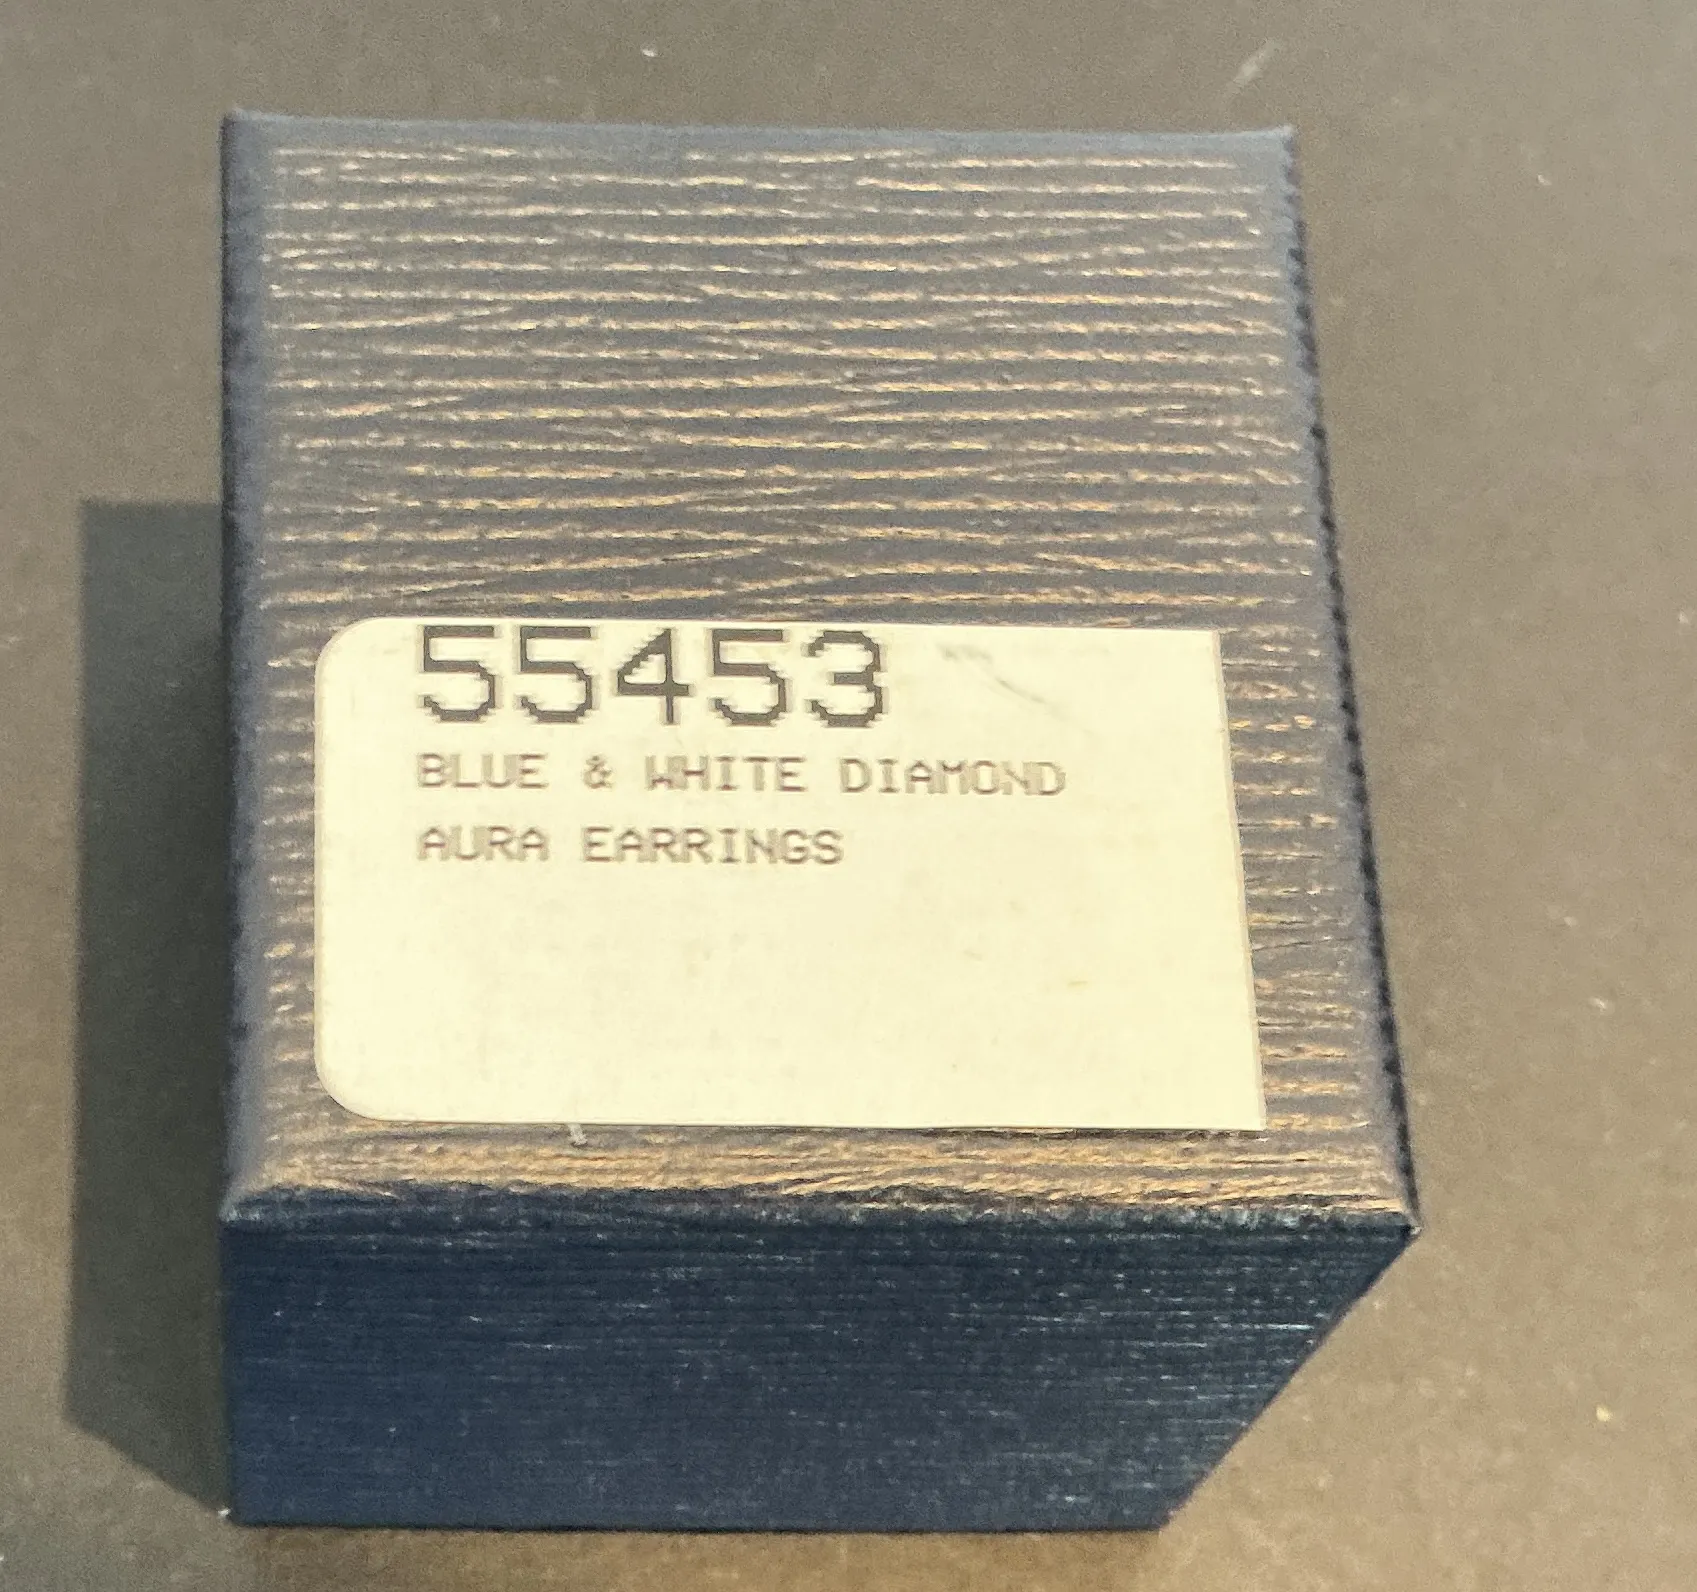 55453
BLUE & WHITE DIAMOND
AURA EARRINGS